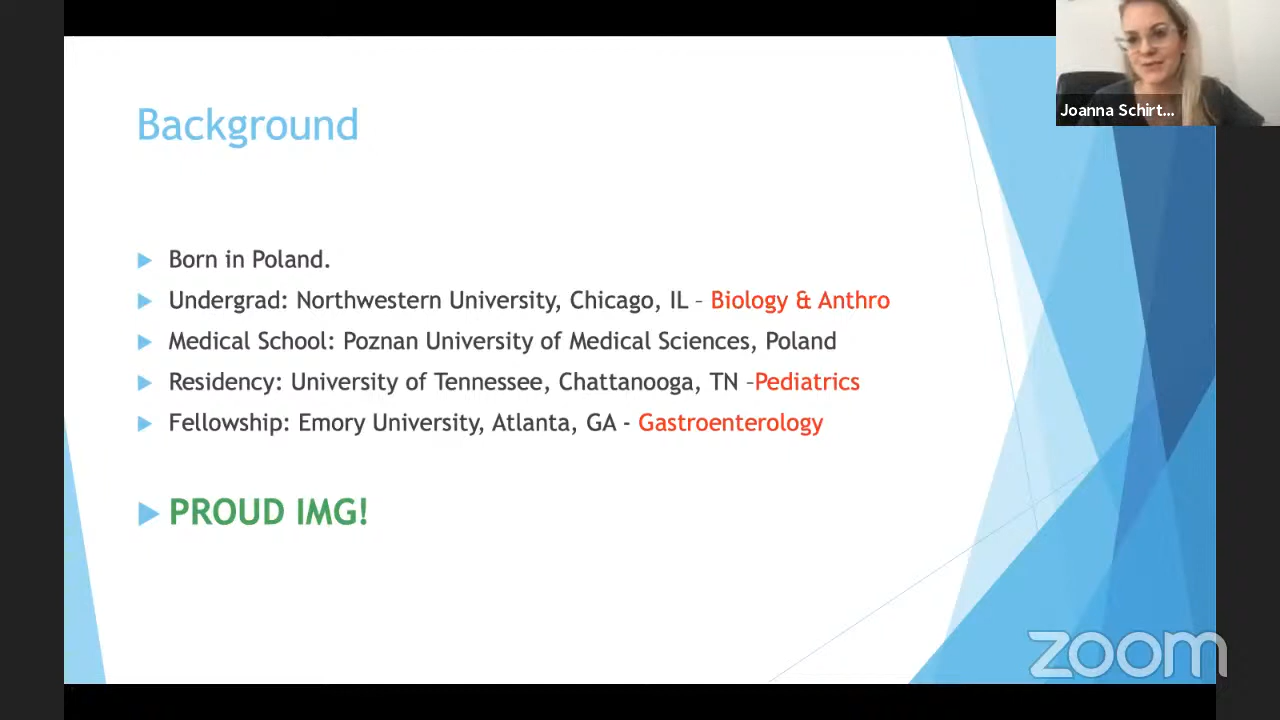 Joanna Schirt...
Background
Born in Poland.
Undergrad: Northwestern University, Chicago, IL – Biology & Anthro
Medical School: Poznan University of Medical Sciences, Poland
Residency: University of Tennessee, Chattanooga, TN –Pediatrics
Fellowship: Emory University, Atlanta, GA - Gastroenterology
PROUD IMG!
zoom